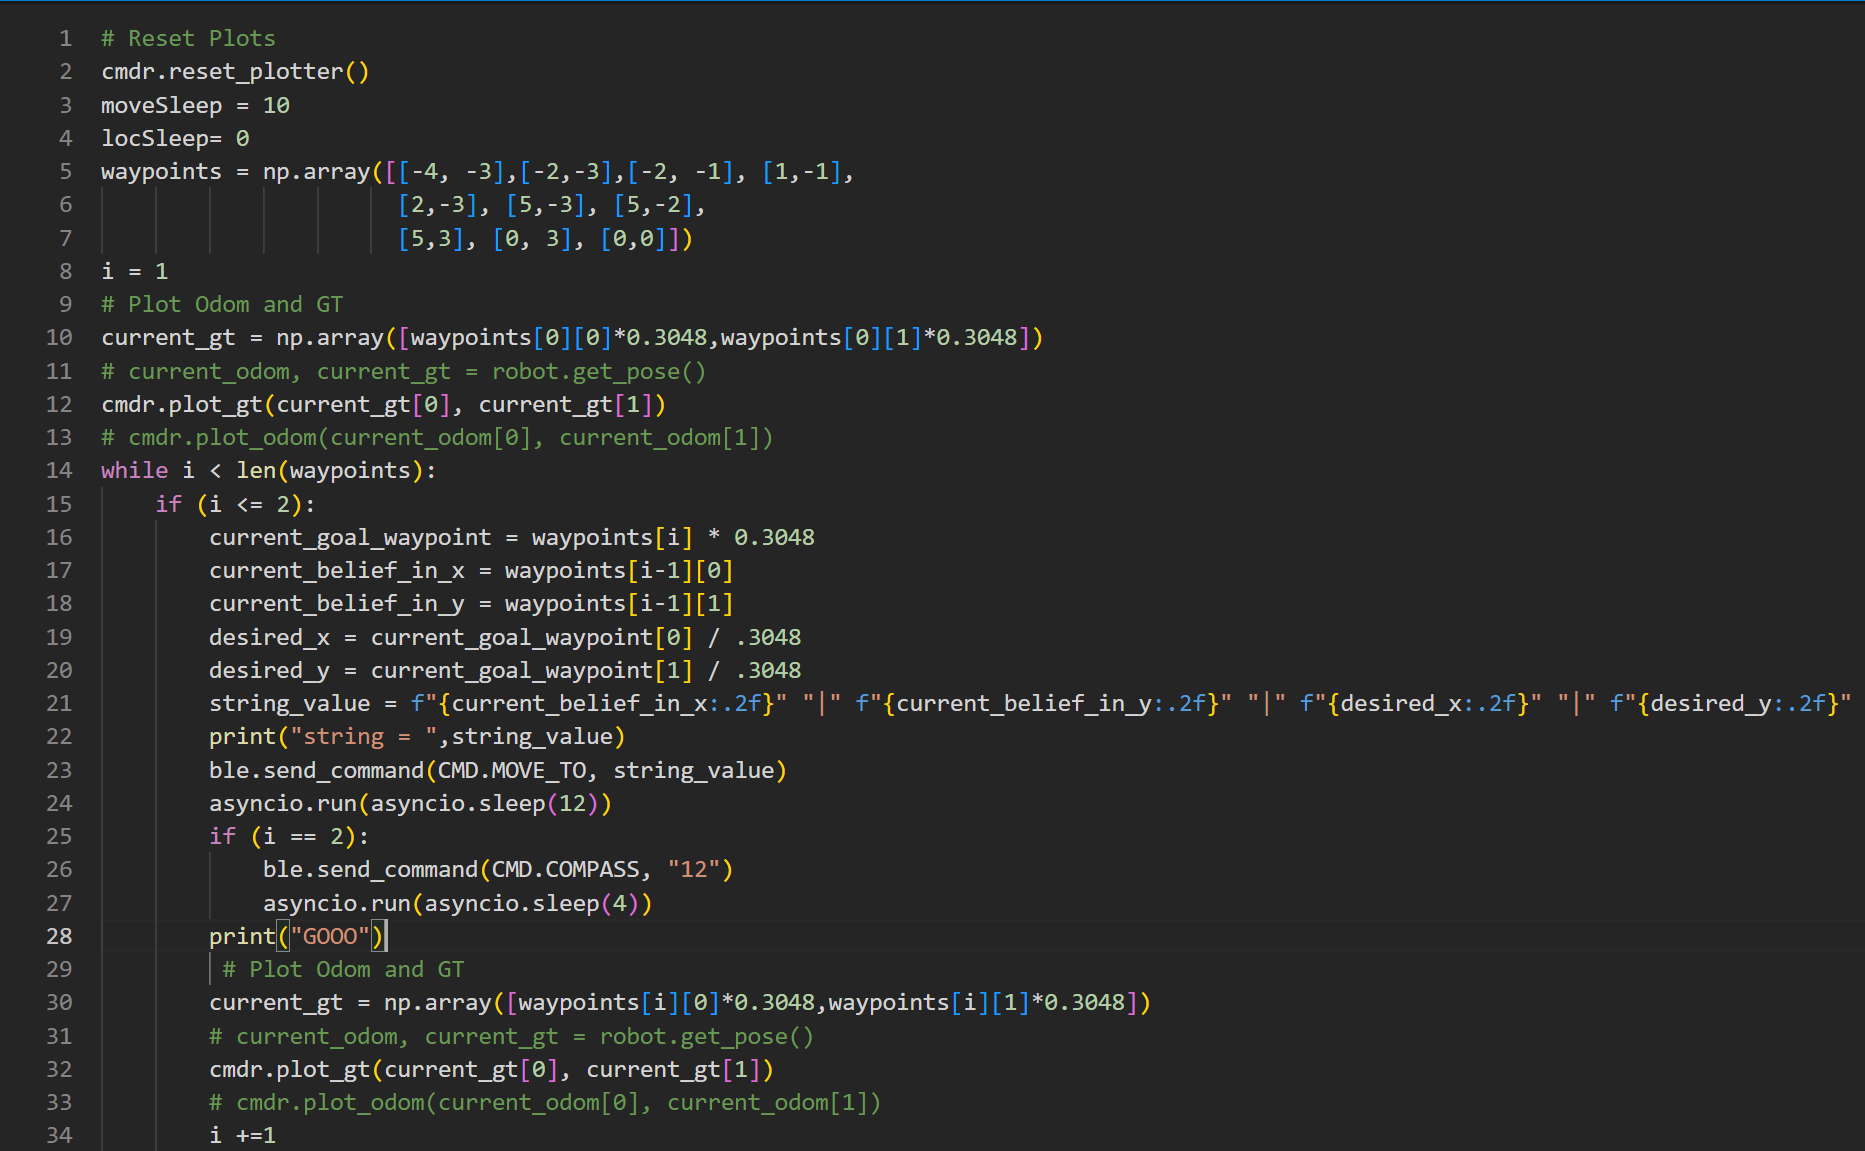 1 # Reset Plots
2 cmdr.reset_plotter()
3 moveSleep = 10
4 locSleep= 0
5 waypoints = np.array([[-4, -3],[-2,-3],[-2, -1], [1,-1],
6                       [2,-3], [5,-3], [5,-2],
7                       [5,3], [0, 3], [0,0]])
8 i = 1
9 # Plot Odom and GT
10 current_gt = np.array([waypoints[0][0]*0.3048,waypoints[0][1]*0.3048])
11 # current_odom, current_gt = robot.get_pose()
12 cmdr.plot_gt(current_gt[0], current_gt[1])
13 # cmdr.plot_odom(current_odom[0], current_odom[1])
14 while i < len(waypoints):
15     if (i <= 2):
16         current_goal_waypoint = waypoints[i] * 0.3048
17         current_belief_in_x = waypoints[i-1][0]
18         current_belief_in_y = waypoints[i-1][1]
19         desired_x = current_goal_waypoint[0] / .3048
20         desired_y = current_goal_waypoint[1] / .3048
21         string_value = f"{current_belief_in_x:.2f}" "|" f"{current_belief_in_y:.2f}" "|" f"{desired_x:.2f}" "|" f"{desired_y:.2f}"
22         print("string = ",string_value)
23         ble.send_command(CMD.MOVE_TO, string_value)
24         asyncio.run(asyncio.sleep(12))
25         if (i == 2):
26             ble.send_command(CMD.COMPASS, "12")
27             asyncio.run(asyncio.sleep(4))
28         print("GOOO")
29          # Plot Odom and GT
30         current_gt = np.array([waypoints[i][0]*0.3048,waypoints[i][1]*0.3048])
31         # current_odom, current_gt = robot.get_pose()
32         cmdr.plot_gt(current_gt[0], current_gt[1])
33         # cmdr.plot_odom(current_odom[0], current_odom[1])
34         i +=1